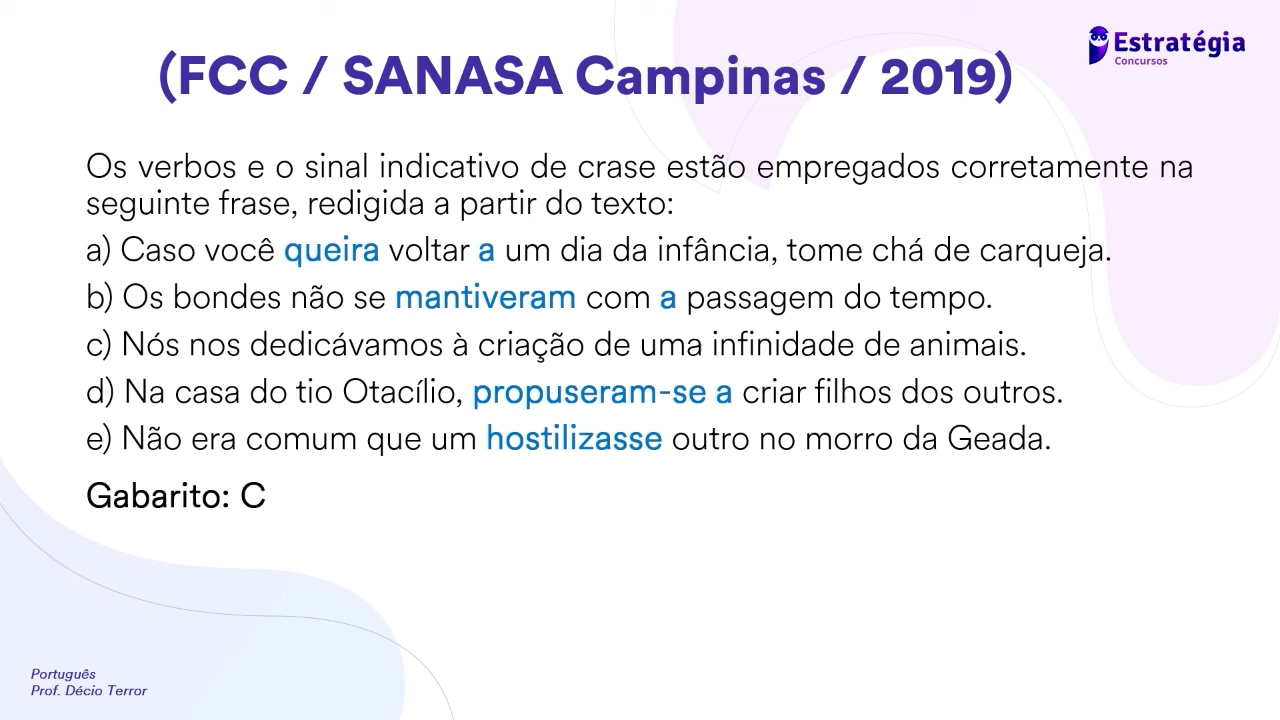 Estratégia
Concursos
(FCC / SANASA Campinas / 2019)
Os verbos e o sinal indicativo de crase estão empregados corretamente na
seguinte frase, redigida a partir do texto:
a) Caso você queira voltar a um dia da infância, tome chá de carqueja.
b) Os bondes não se mantiveram com a passagem do tempo.
c) Nós nos dedicávamos à criação de uma infinidade de animais.
d) Na casa do tio Otacílio, propuseram-se a criar filhos dos outros.
e) Não era comum que um hostilizasse outro no morro da Geada.
Gabarito: C
Português
Prof. Décio Terror